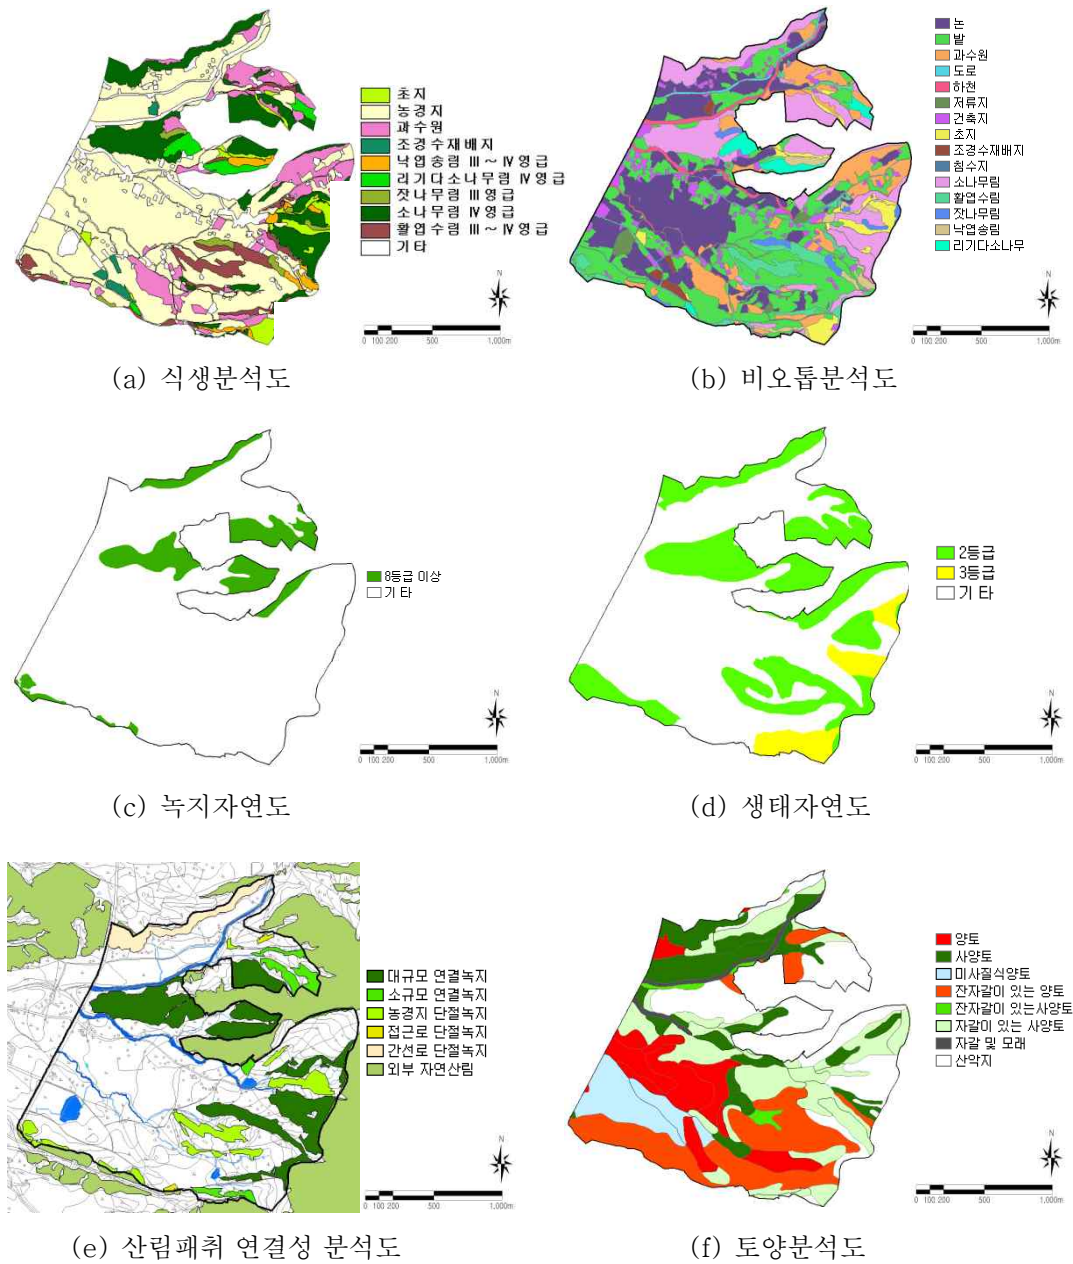 초지
농경지
과수원
조경수재배지
낙엽송림 Ⅲ～Ⅳ영급
리기다소나무림 Ⅳ영급
잣나무림 Ⅲ영급
소나무림 Ⅳ영급
활엽수림 Ⅲ～Ⅳ영급
기타
N
0 100 200 500 1,000m
(a) 식생분석도
논
밭
과수원
도로
하천
저류지
건축지
초지
조경수재배지
침수지
소나무림
활엽수림
잣나무림
낙엽송림
리기다소나무
N
0 100 200 500 1,000m
(b) 비오톱분석도
8등급 이상
기타
N
0 100 200 500 1,000m
(c) 녹지자연도
2등급
3등급
기타
N
0 100 200 500 1,000m
(d) 생태자연도
대규모 연결녹지
소규모 연결녹지
농경지 단절녹지
접근로 단절녹지
간선로 단절녹지
외부 자연산림
N
0 100 200 500 1,000m
(e) 산림패취 연결성 분석도
양토
사양토
미사질식양토
잔자갈이 있는 양토
잔자갈이 있는사양토
자갈이 있는 사양토
자갈 및 모래
산악지
N
0 100 200 500 1,000m
(f) 토양분석도